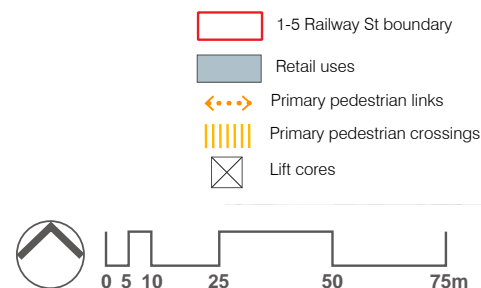 1-5 Railway St boundary
Retail uses
Primary pedestrian links
Primary pedestrian crossings
Lift cores
0 5 10 25 50 75m